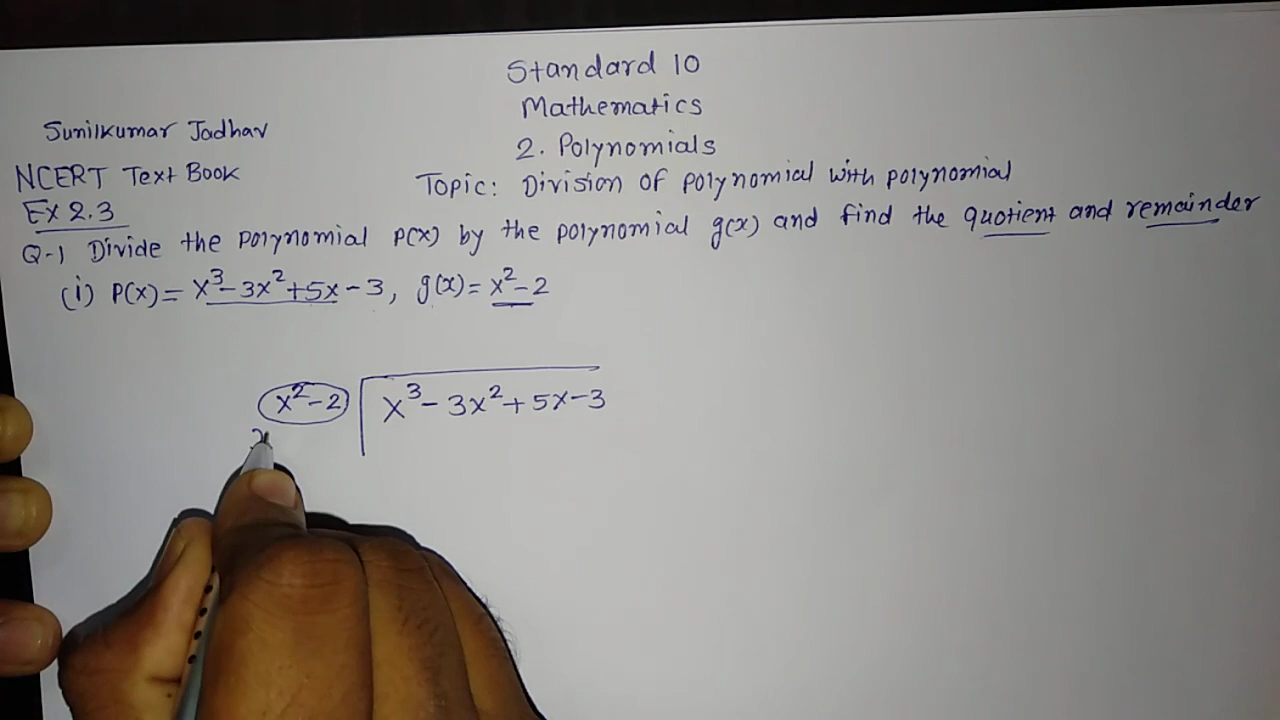 Standard 10
Mathematics
Sunilkumar Jadhav
2. Polynomials
NCERT Text Book
Topic: Division of polynomial with polynomial
Ex 2.3
Q-1 Divide the polynomial P(x) by the polynomial g(x) and find the quotient and remainder
(i) P(x) = x³ - 3x² + 5x - 3, g(x) = x² - 2
x² - 2 x³ - 3x² + 5x - 3